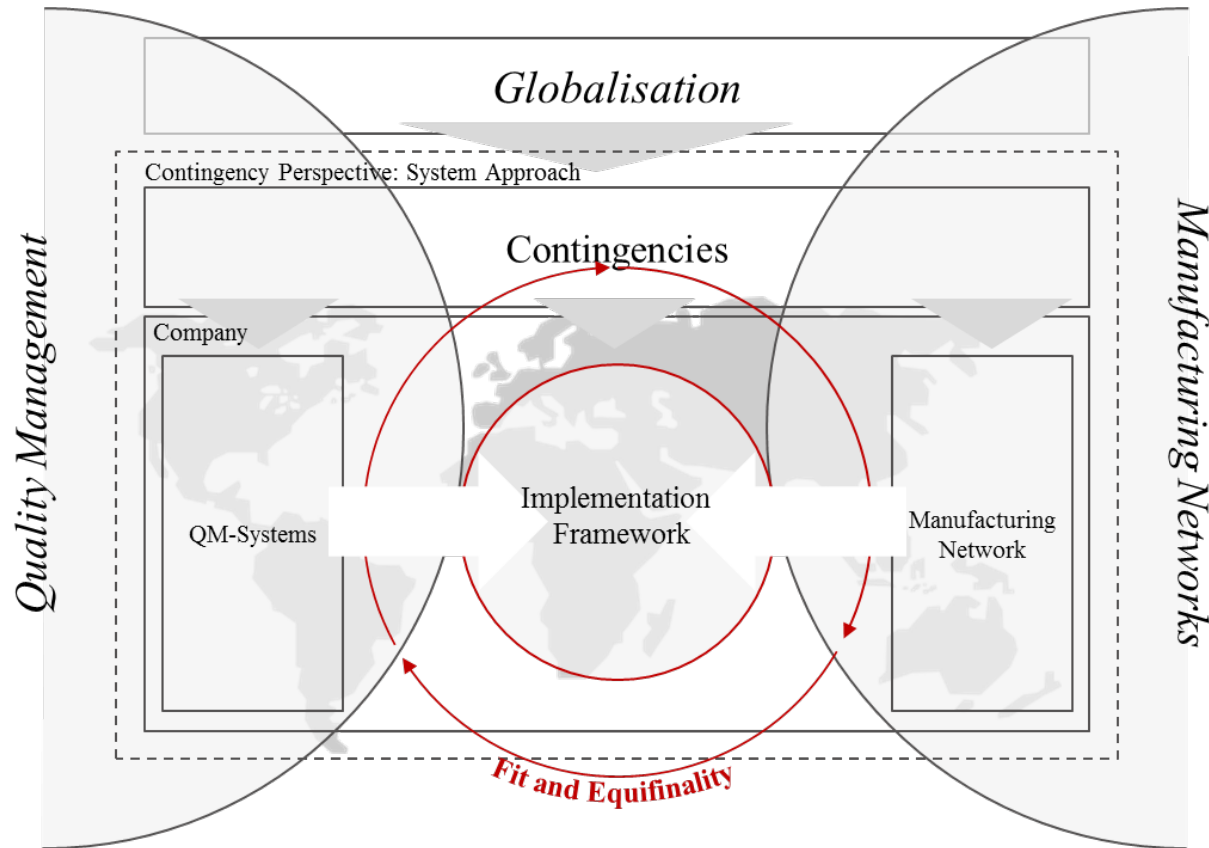 Globalisation
Contingency Perspective: System Approach
Contingencies
Company
Quality Management
Manufacturing Networks
QM-Systems
Implementation
Framework
Manufacturing
Network
Fit and Equifinality